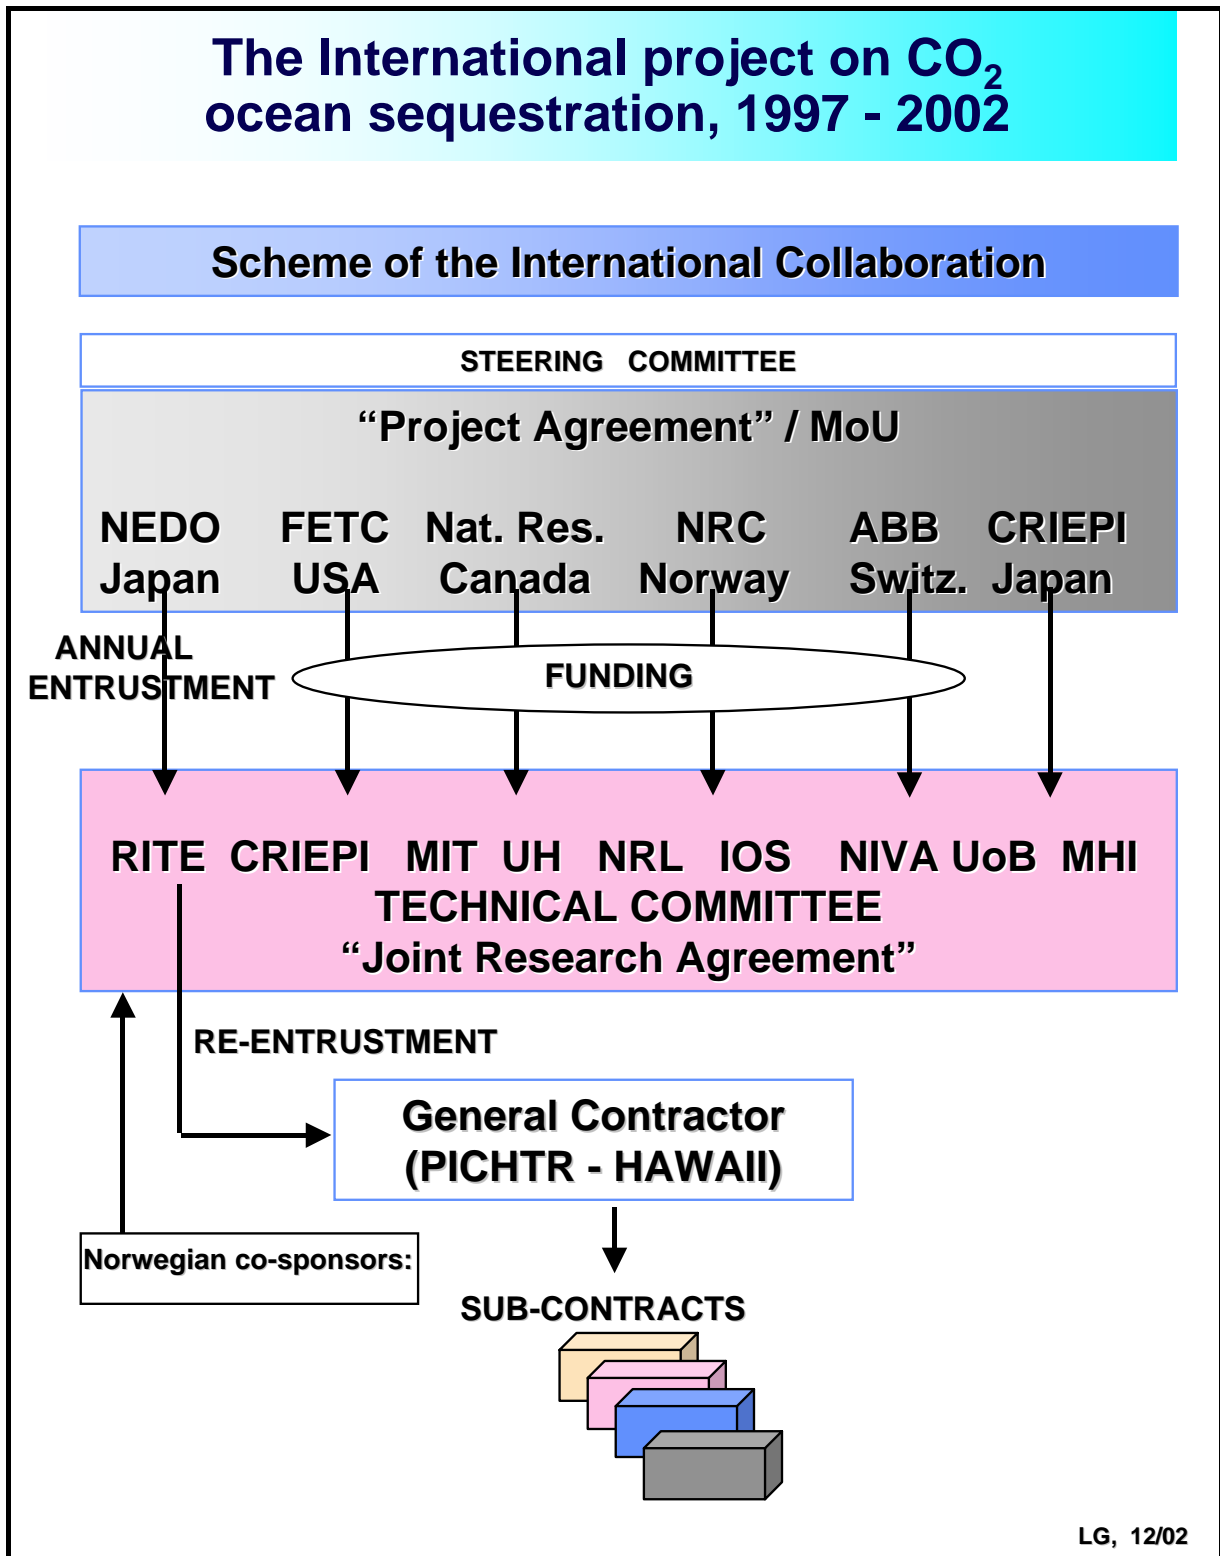 The International project on CO2
ocean sequestration, 1997 - 2002
Scheme of the International Collaboration
STEERING COMMITTEE
“Project Agreement” / MoU
NEDO FETC Nat. Res. NRC ABB CRIEPI
Japan USA Canada Norway Switz. Japan
ANNUAL
ENTRUSTMENT
FUNDING
RITE CRIEPI MIT UH NRL IOS NIVA UoB MHI
TECHNICAL COMMITTEE
“Joint Research Agreement”
RE-ENTRUSTMENT
General Contractor
(PICHTR - HAWAII)
Norwegian co-sponsors:
SUB-CONTRACTS
LG, 12/02